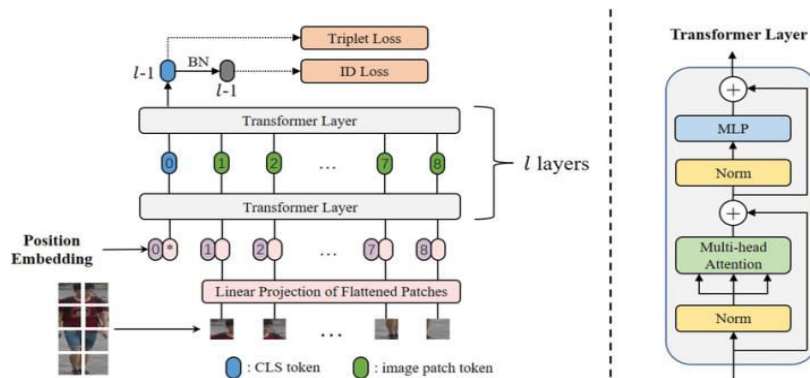 Triplet Loss
l-1
BN
ID Loss
l-1
Transformer Layer
0
1
2
...
7
8
l layers
Transformer Layer
Position
Embedding
0
*
1
2
...
7
8
Linear Projection of Flattened Patches
...
: CLS token
: image patch token
Transformer Layer
+
MLP
Norm
+
Multi-head
Attention
Norm